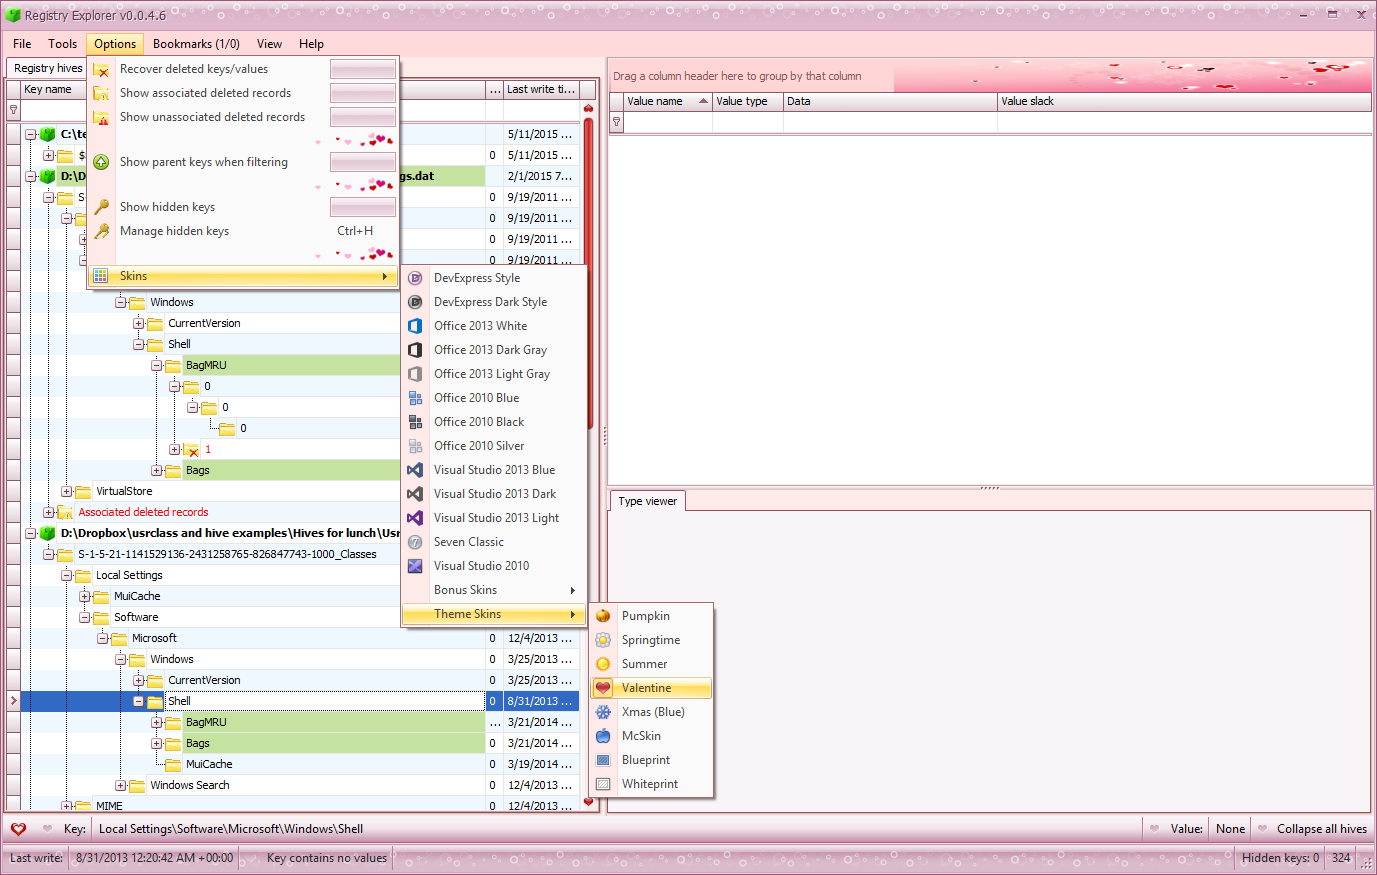 Registry Explorer v0.0.4.6
File Tools Options Bookmarks (1/0) View Help
Registry hives
Key name ... Last write ti...
Recover deleted keys/values
Show associated deleted records
Show unassociated deleted records
Show parent keys when filtering
Show hidden keys
Manage hidden keys Ctrl+H
Skins
Drag a column header here to group by that column
Value name Value type Data Value slack
C:\te 5/11/2015 ...
$ 0 5/11/2015 ...
D:\D gs.dat 2/1/2015 7...
S- 0 9/19/2011 ...
0 9/19/2011 ...
0 9/19/2011 ...
0 9/19/2011 ...
Windows
CurrentVersion
Shell
BagMRU
0
0
0
1
Bags
VirtualStore
Associated deleted records
D:\Dropbox\usrclass and hive examples\Hives for lunch\Usr
S-1-5-21-1141529136-2431258765-826847743-1000_Classes
Local Settings
MuiCache
Software
Microsoft 0 12/4/2013 ...
Windows 0 3/25/2013 ...
CurrentVersion 0 3/25/2013 ...
Shell 0 8/31/2013 ...
BagMRU ... 3/21/2014 ...
Bags 0 3/21/2014 ...
MuiCache 0 3/19/2014 ...
Windows Search 0 12/4/2013 ...
MIME 0 12/4/2013 ...
DevExpress Style
DevExpress Dark Style
Office 2013 White
Office 2013 Dark Gray
Office 2013 Light Gray
Office 2010 Blue
Office 2010 Black
Office 2010 Silver
Visual Studio 2013 Blue
Visual Studio 2013 Dark
Visual Studio 2013 Light
Seven Classic
Visual Studio 2010
Bonus Skins
Theme Skins
Pumpkin
Springtime
Summer
Valentine
Xmas (Blue)
McSkin
Blueprint
Whiteprint
Type viewer
Key: Local Settings\Software\Microsoft\Windows\Shell Value: None Collapse all hives
Last write: 8/31/2013 12:20:42 AM +00:00 Key contains no values Hidden keys: 0 324